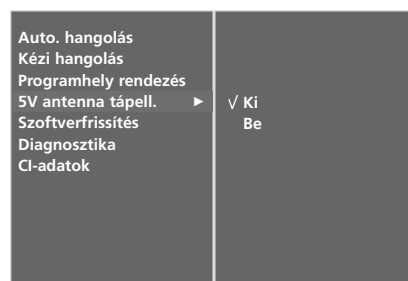 Auto. hangolás
Kézi hangolás
Programhely rendezés
5V antenna tápell. ►
Szoftverfrissítés
Diagnosztika
CI-adatok
√ Ki
Be